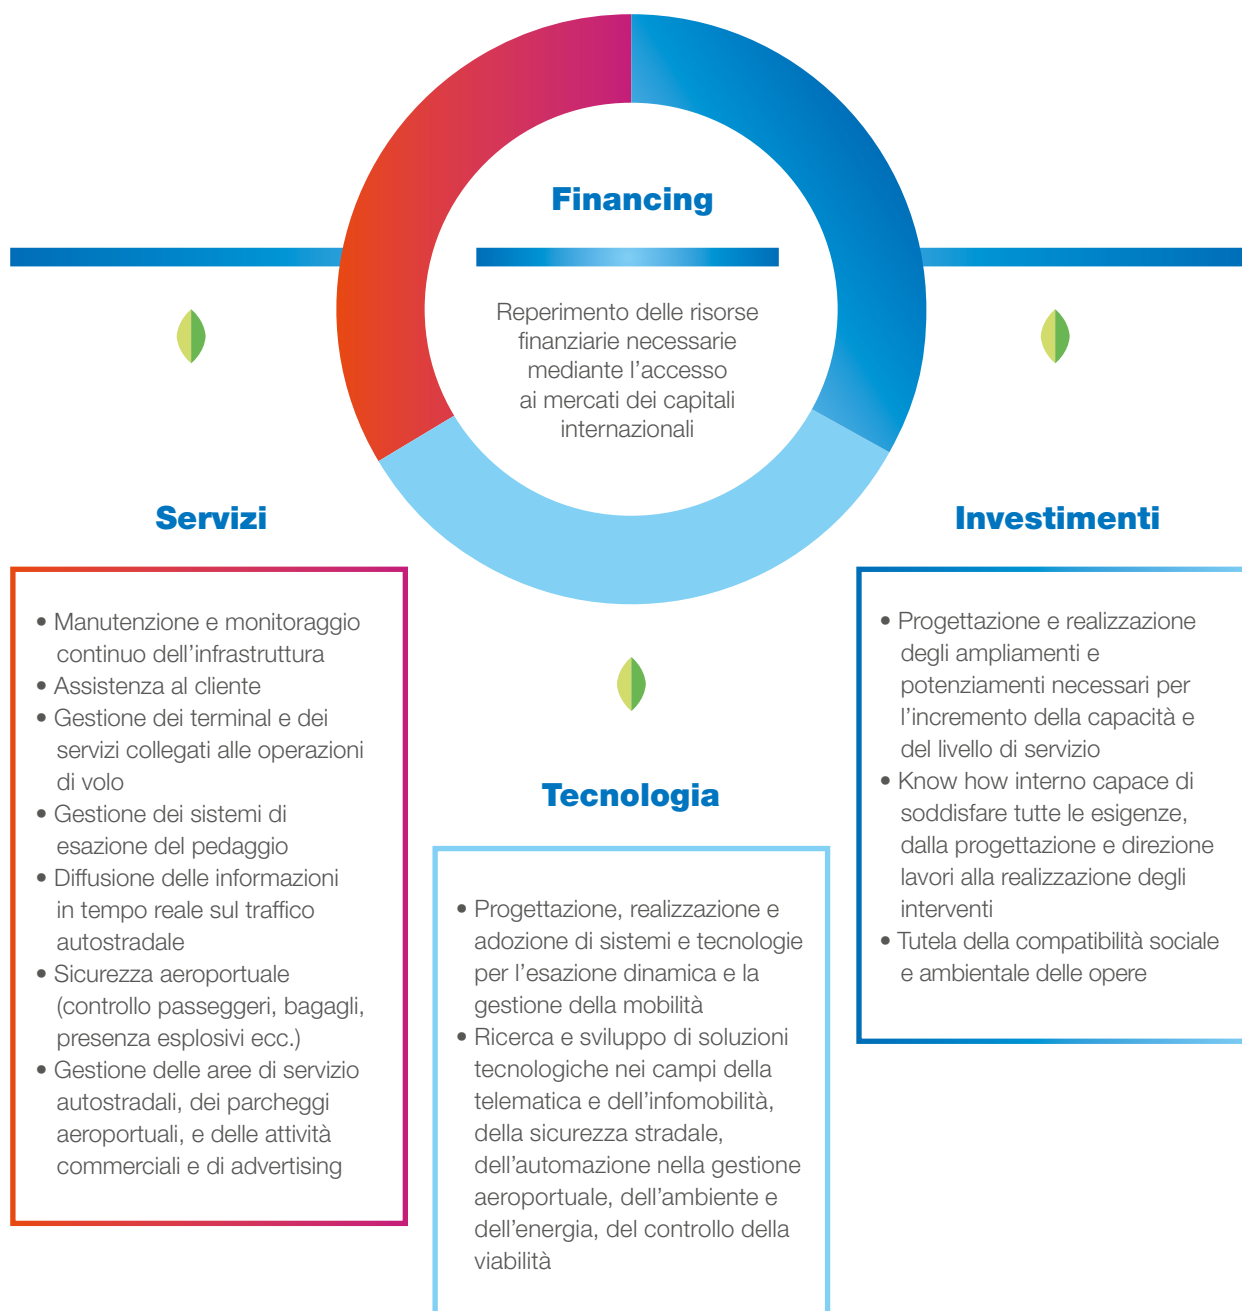 Financing
Reperimento delle risorse
finanziarie necessarie
mediante l’accesso
ai mercati dei capitali
internazionali
Servizi
• Manutenzione e monitoraggio
continuo dell’infrastruttura
• Assistenza al cliente
• Gestione dei terminal e dei
servizi collegati alle operazioni
di volo
• Gestione dei sistemi di
esazione del pedaggio
• Diffusione delle informazioni
in tempo reale sul traffico
autostradale
• Sicurezza aeroportuale
(controllo passeggeri, bagagli,
presenza esplosivi ecc.)
• Gestione delle aree di servizio
autostradali, dei parcheggi
aeroportuali, e delle attività
commerciali e di advertising
Tecnologia
• Progettazione, realizzazione e
adozione di sistemi e tecnologie
per l’esazione dinamica e la
gestione della mobilità
• Ricerca e sviluppo di soluzioni
tecnologiche nei campi della
telematica e dell’infomobilità,
della sicurezza stradale,
dell’automazione nella gestione
aeroportuale, dell’ambiente e
dell’energia, del controllo della
viabilità
Investimenti
• Progettazione e realizzazione
degli ampliamenti e
potenziamenti necessari per
l’incremento della capacità e
del livello di servizio
• Know how interno capace di
soddisfare tutte le esigenze,
dalla progettazione e direzione
lavori alla realizzazione degli
interventi
• Tutela della compatibilità sociale
e ambientale delle opere